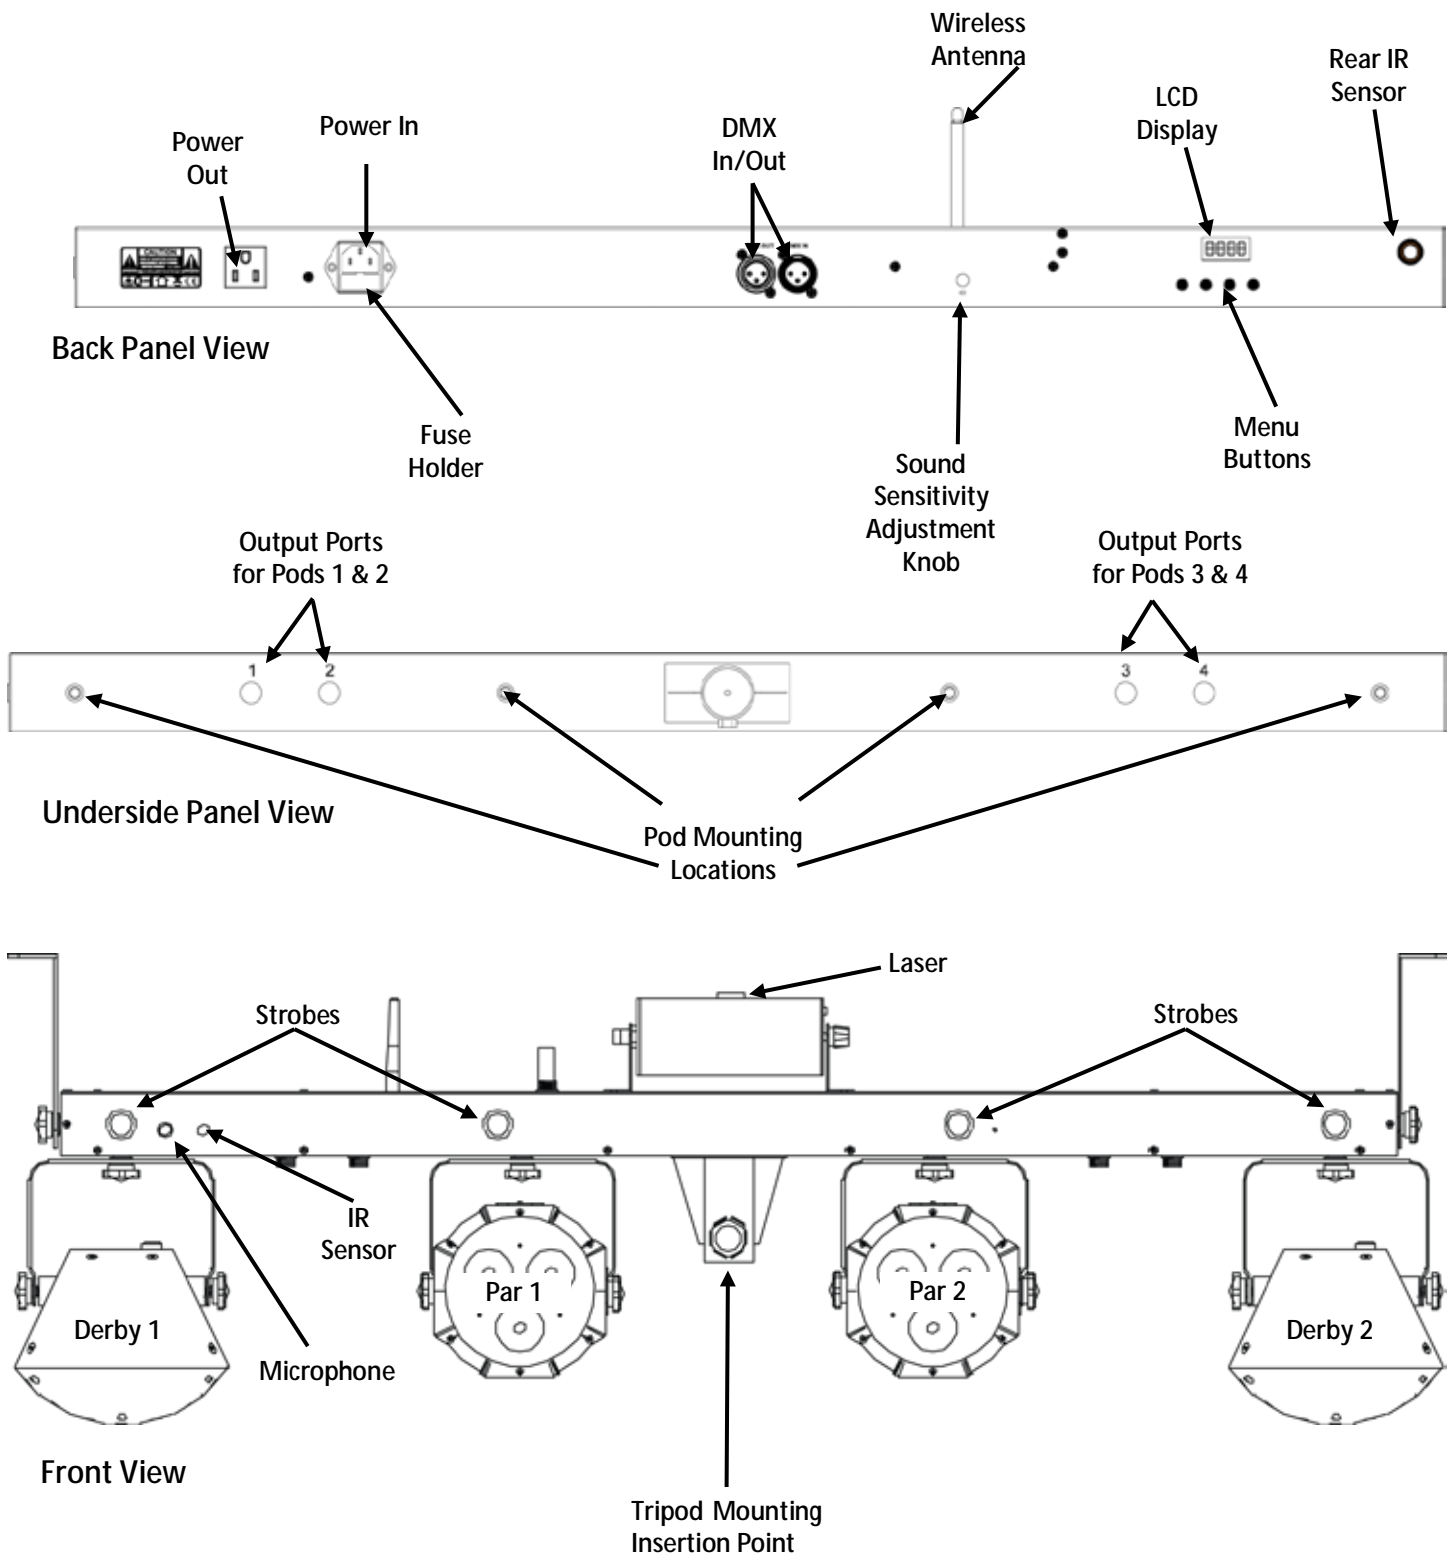 Wireless
Antenna
Rear IR
Sensor
LCD
Display
Power In
DMX
In/Out
Power
Out
CAUTION
Back Panel View
Fuse
Holder
Sound
Sensitivity
Adjustment
Knob
Menu
Buttons
Output Ports
for Pods 1 & 2
Output Ports
for Pods 3 & 4
1
2
3
4
Underside Panel View
Pod Mounting
Locations
Laser
Strobes
Strobes
IR
Sensor
Par 1
Par 2
Derby 1
Derby 2
Microphone
Front View
Tripod Mounting
Insertion Point